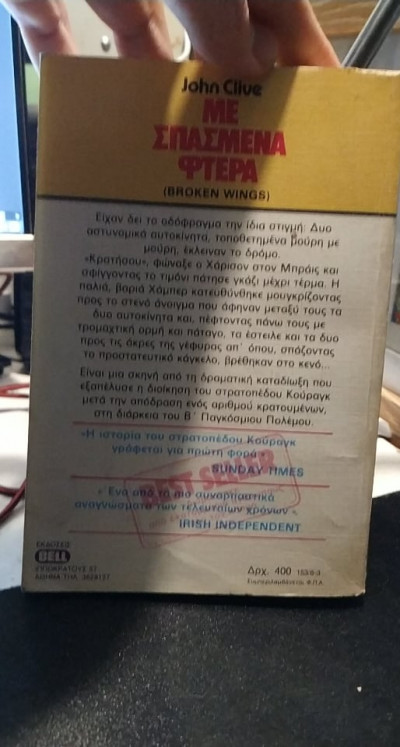 John Clive
ΜΕ
ΣΠΑΣΜΕΝΑ
ΦΤΕΡΑ
(BROKEN WINGS)
Είχαν δει το οδόφραγμα την ίδια στιγμή: Δυο
αστυνομικά αυτοκίνητα, τοποθετημένα μούρη με
μούρη, έκλειναν το δρόμο.
«Κρατήσου», φώναξε ο Χάρισον στον Μπράις και
σφίγγοντας το τιμόνι πάτησε γκάζι μέχρι τέρμα. Η
παλιά, βαριά Χάμπερ κατευθύνθηκε μουγκρίζοντας
προς το στενό άνοιγμα που άφηναν μεταξύ τους τα
δυο αυτοκίνητα και, πέφτοντας πάνω τους με
τρομαχτική ορμή και πάταγο, τα έστειλε και τα δυο
προς τις άκρες της γέφυρας απ' όπου, σπάζοντας
το προστατευτικό κάγκελο, βρέθηκαν στο κενό...
Είναι μια σκηνή από τη δραματική καταδίωξη που
εξαπέλυσε η διοίκηση του στρατοπέδου Κούραγκ
μετά την απόδραση ενός αριθμού κρατουμένων,
στη διάρκεια του Β΄ Παγκόσμιου Πολέμου.
«Η ιστορία του στρατοπέδου Κούραγκ
γράφεται για πρώτη φορά»
SUNDAY TIMES
BEST SELLER
«Ένα από τα πιο συναρπαστικά
αναγνώσματα των τελευταίων χρόνων»
IRISH INDEPENDENT
ΕΚΔΟΣΕΙΣ
BELL
ΙΠΠΟΚΡΑΤΟΥΣ 57
ΑΘΗΝΑ ΤΗΛ.
Δρχ. 400